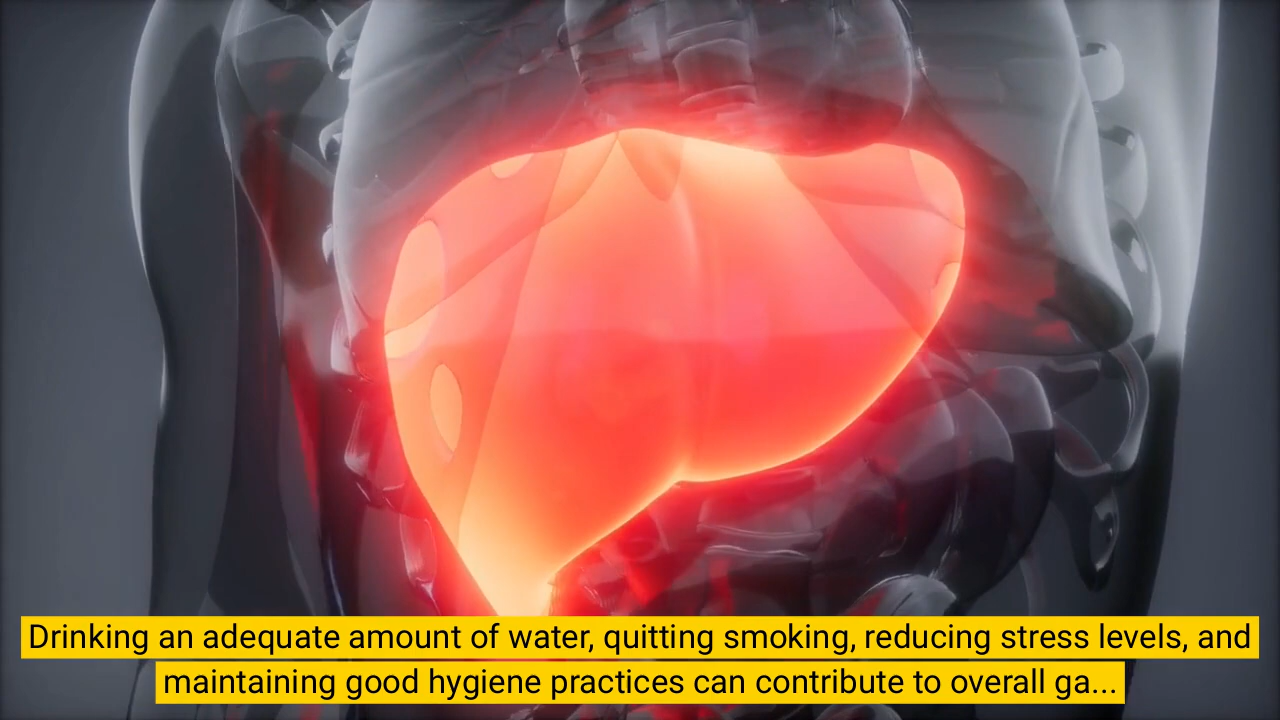 Drinking an adequate amount of water, quitting smoking, reducing stress levels, and
maintaining good hygiene practices can contribute to overall ga...